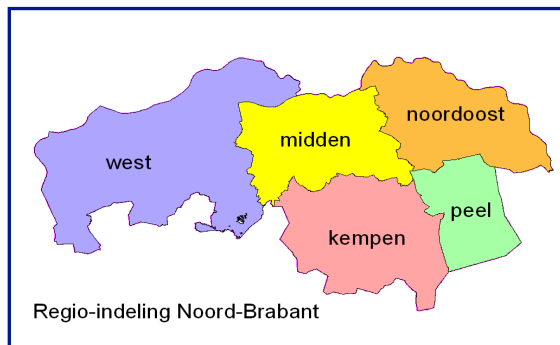 noordoost
midden
west
peel
kempen
Regio-indeling Noord-Brabant